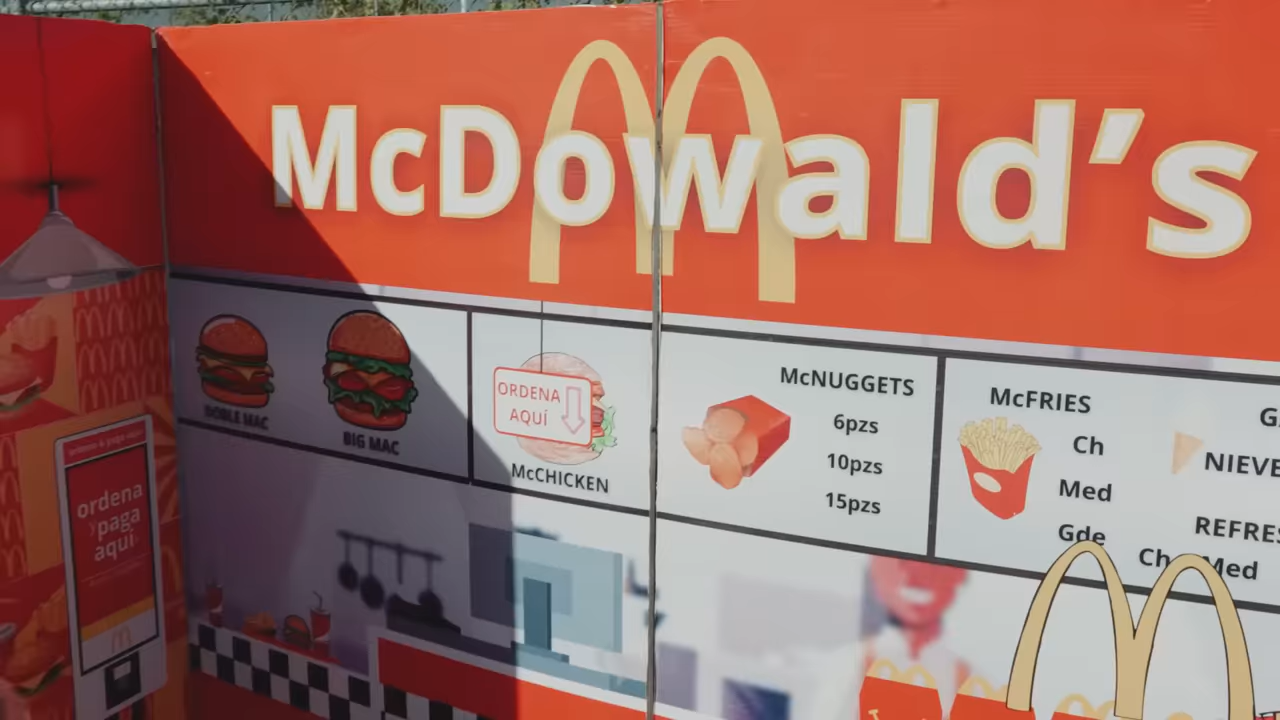 McDowald's
DOBLE MAC
BIG MAC
ORDENA
AQUÍ
McCHICKEN
McNUGGETS
6pzs
10pzs
15pzs
McFRIES
Ch
Med
Gde
NIEVE
REFRES
Ch
Med
ordena
y paga
aquí